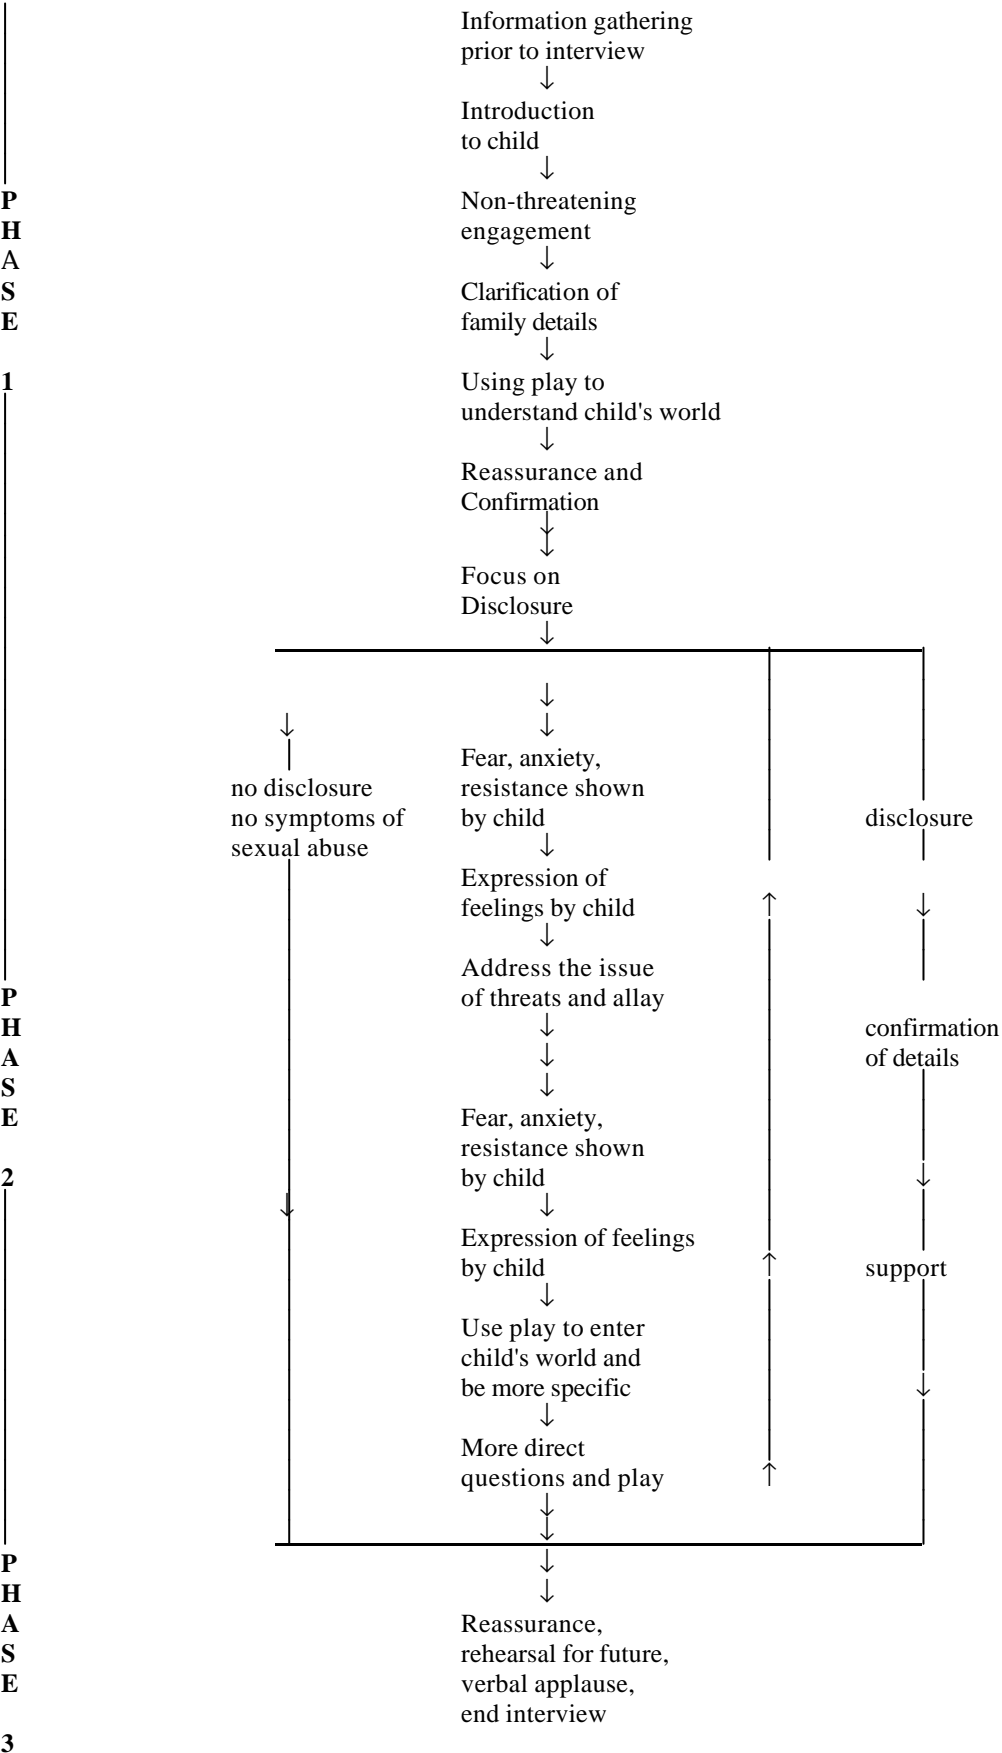 Information gathering
prior to interview
↓
Introduction
to child
↓
P
H
A
S
E
1
Non-threatening
engagement
↓
Clarification of
family details
↓
Using play to
understand child's world
↓
Reassurance and
Confirmation
↓
↓
Focus on
Disclosure
↓
↓
↓
↓
no disclosure
no symptoms of
sexual abuse
↓
Fear, anxiety,
resistance shown
by child
↓
Expression of
feelings by child
↓
Address the issue
of threats and allay
↓
↓
↓
P
H
A
S
E
2
Fear, anxiety,
resistance shown
by child
↓
Expression of feelings
by child
↓
Use play to enter
child's world and
be more specific
↓
More direct
questions and play
↓
↓
↑
↑
↑
disclosure
↓
confirmation
of details
↓
support
↓
↓
↓
P
H
A
S
E
3
Reassurance,
rehearsal for future,
verbal applause,
end interview